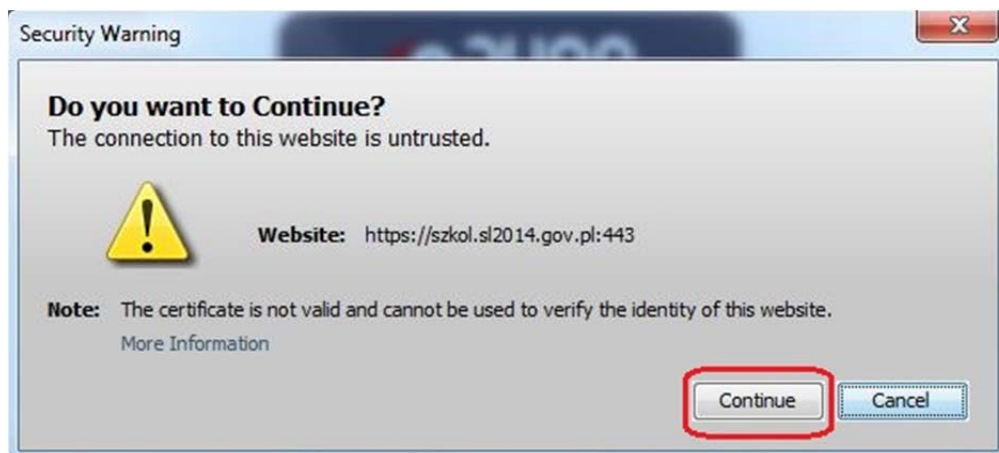 Security Warning
Do you want to Continue?
The connection to this website is untrusted.
Website: https://szkol.sl2014.gov.pl:443
Note: The certificate is not valid and cannot be used to verify the identity of this website.
More Information
Continue Cancel